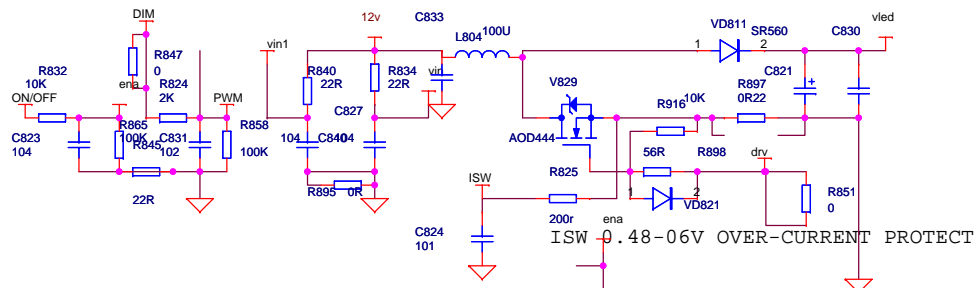 DIM
12v
C833
L804
100U
VD811
SR560
C830
vled
1
2
R832
10K
ON/OFF
C823
104
R847
0
ena
R824
2K
PWM
vin1
R840
22R
R834
22R
vin
C827
C821
+
V829
AOD444
R916
10K
R897
0R22
R865
100K
R845
22R
C831
102
R858
100K
104
C840
104
R895
0R
ISW
R825
200r
56R
R898
1
2
VD821
drv
R851
0
C824
101
ena
ISW 0.48-06V OVER-CURRENT PROTECT